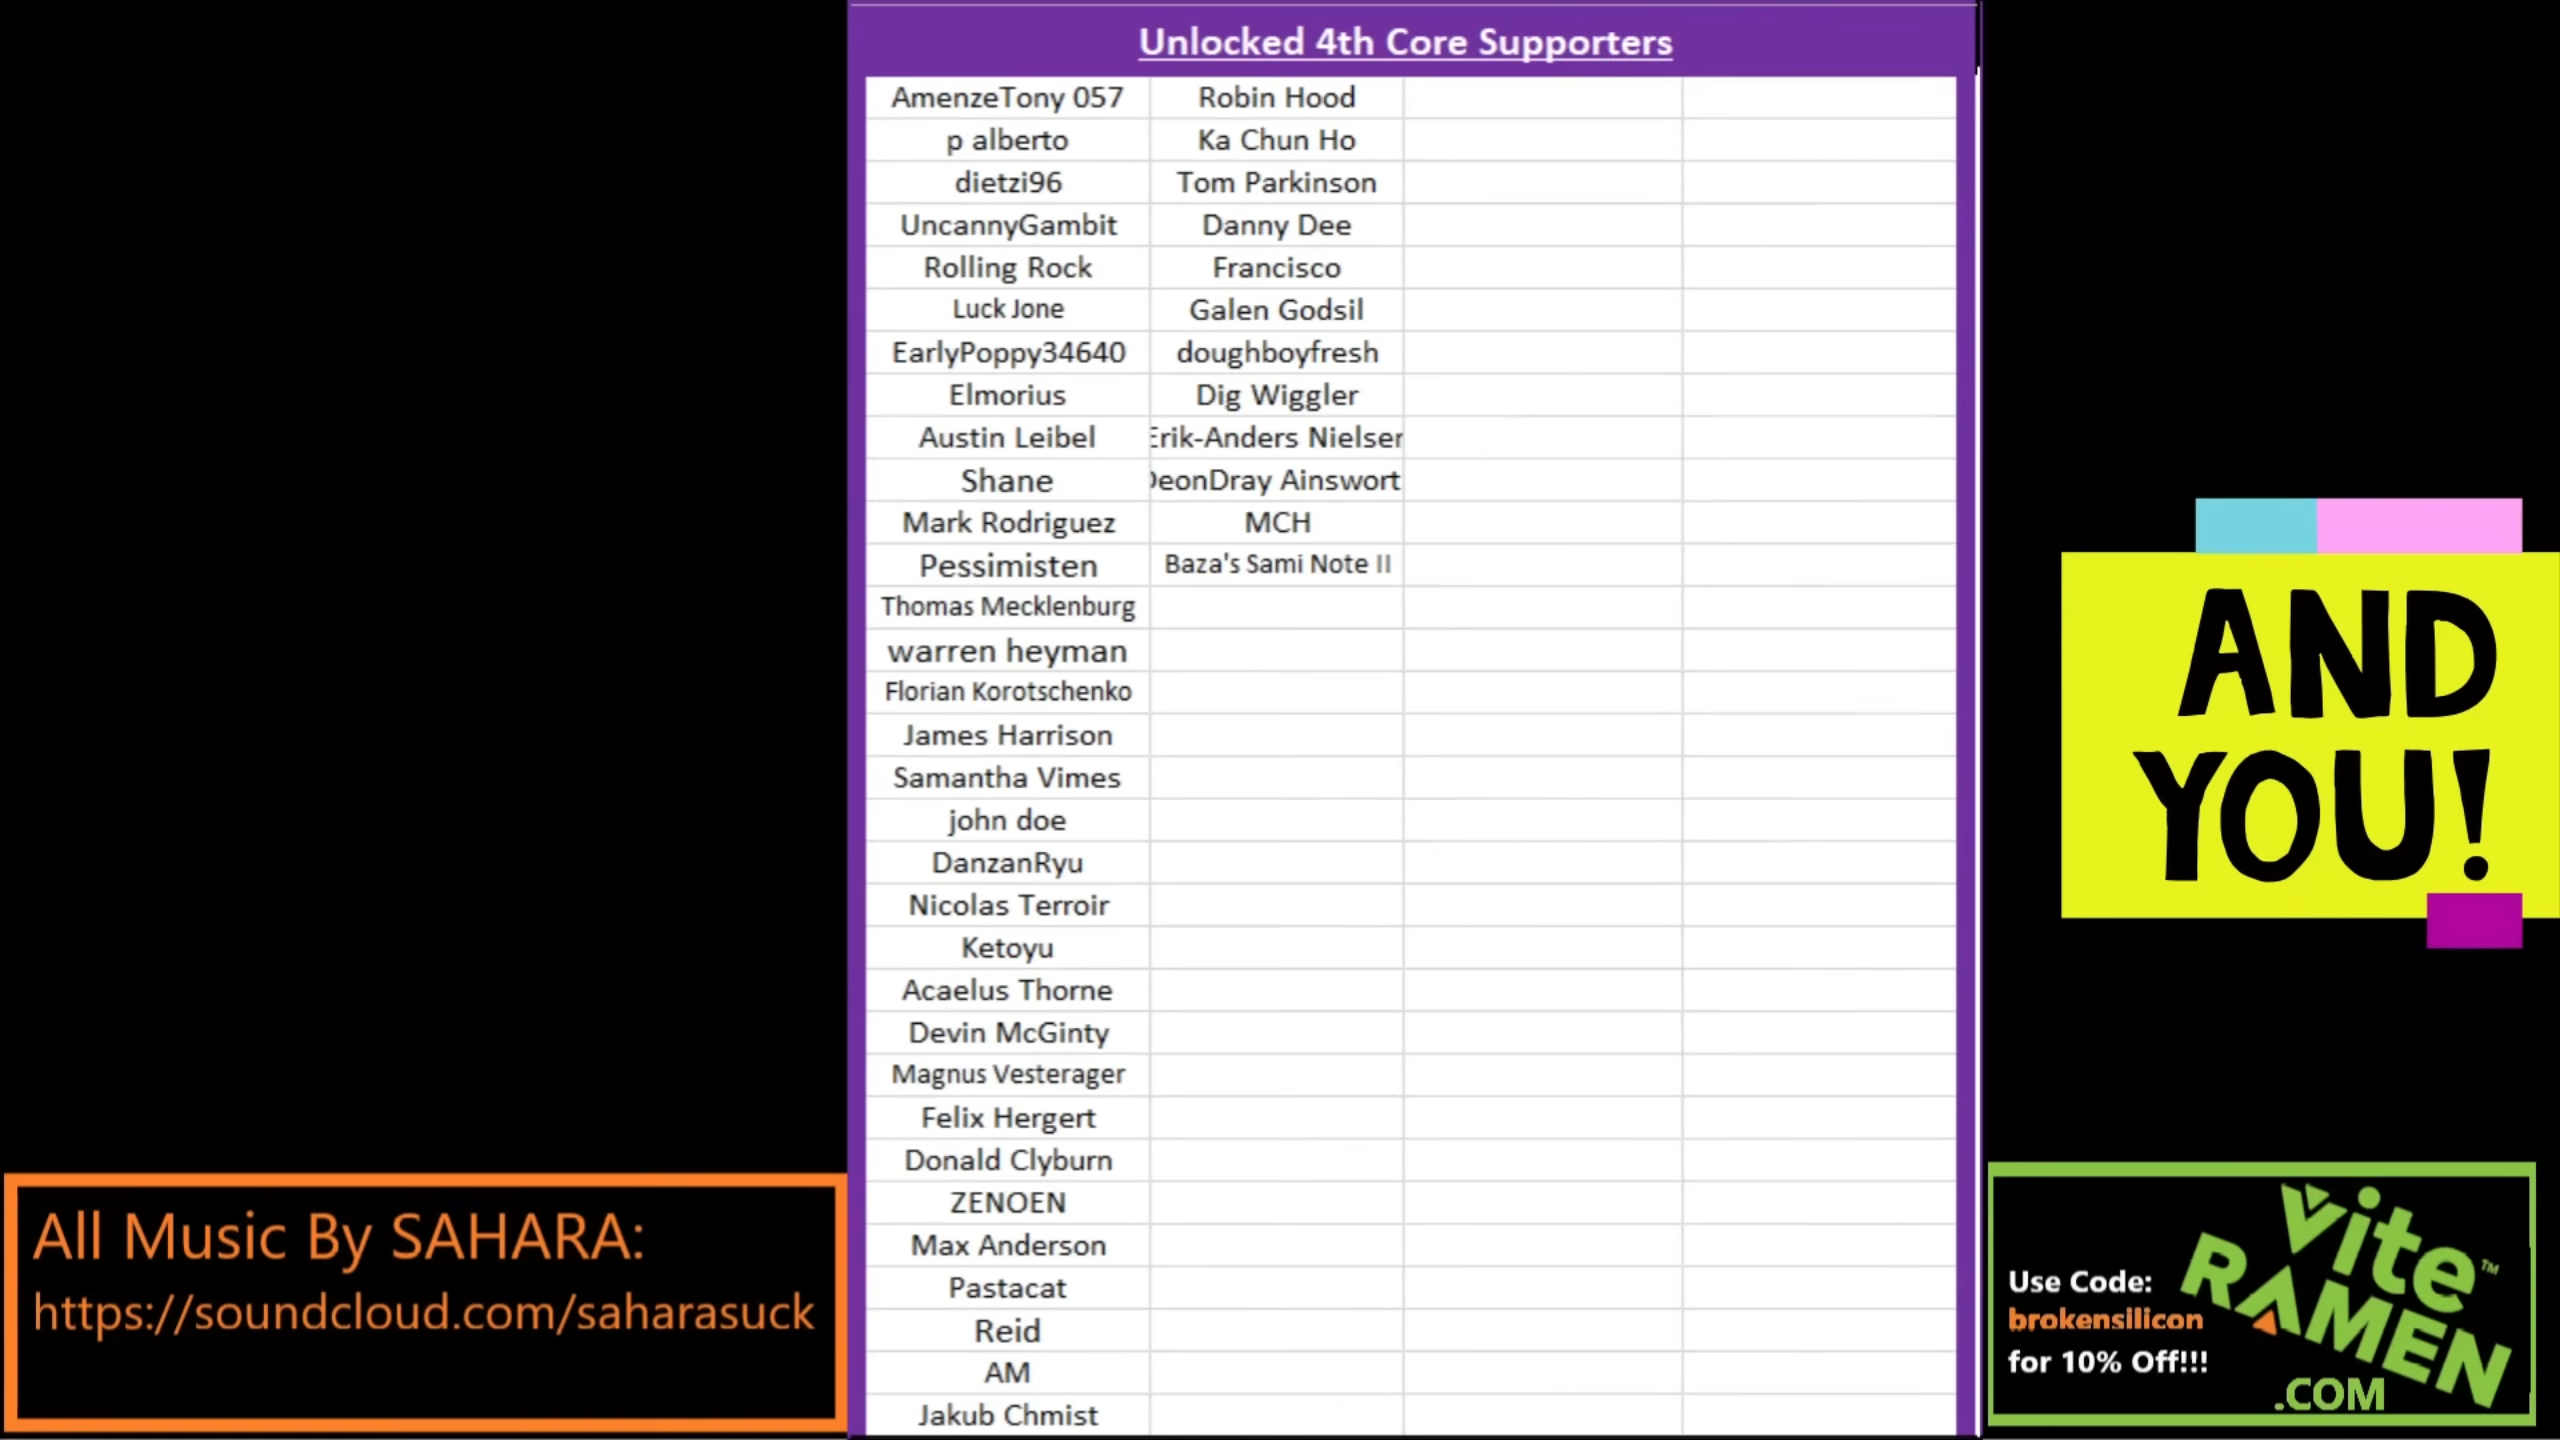 Unlocked 4th Core Supporters
AmenzeTony 057 Robin Hood
p alberto Ka Chun Ho
dietzi96 Tom Parkinson
UncannyGambit Danny Dee
Rolling Rock Francisco
Luck Jone Galen Godsil
EarlyPoppy34640 doughboyfresh
Elmorius Dig Wiggler
Austin Leibel Erik-Anders Nielsen
Shane DeonDray Ainswort
Mark Rodriguez MCH
Pessimisten Baza's Sami Note II
Thomas Mecklenburg
warren heyman
Florian Korotschenko
James Harrison
Samantha Vimes
john doe
DanzanRyu
Nicolas Terroir
Ketoyu
Acaelus Thorne
Devin McGinty
Magnus Vesterager
Felix Hergert
Donald Clyburn
ZENOEN
Max Anderson
Pastacat
Reid
AM
Jakub Chmist
All Music By SAHARA:
https://soundcloud.com/saharasuck
AND
YOU!
Use Code:
brokensilicon
for 10% Off!!!
Vite™
RAMEN
.COM